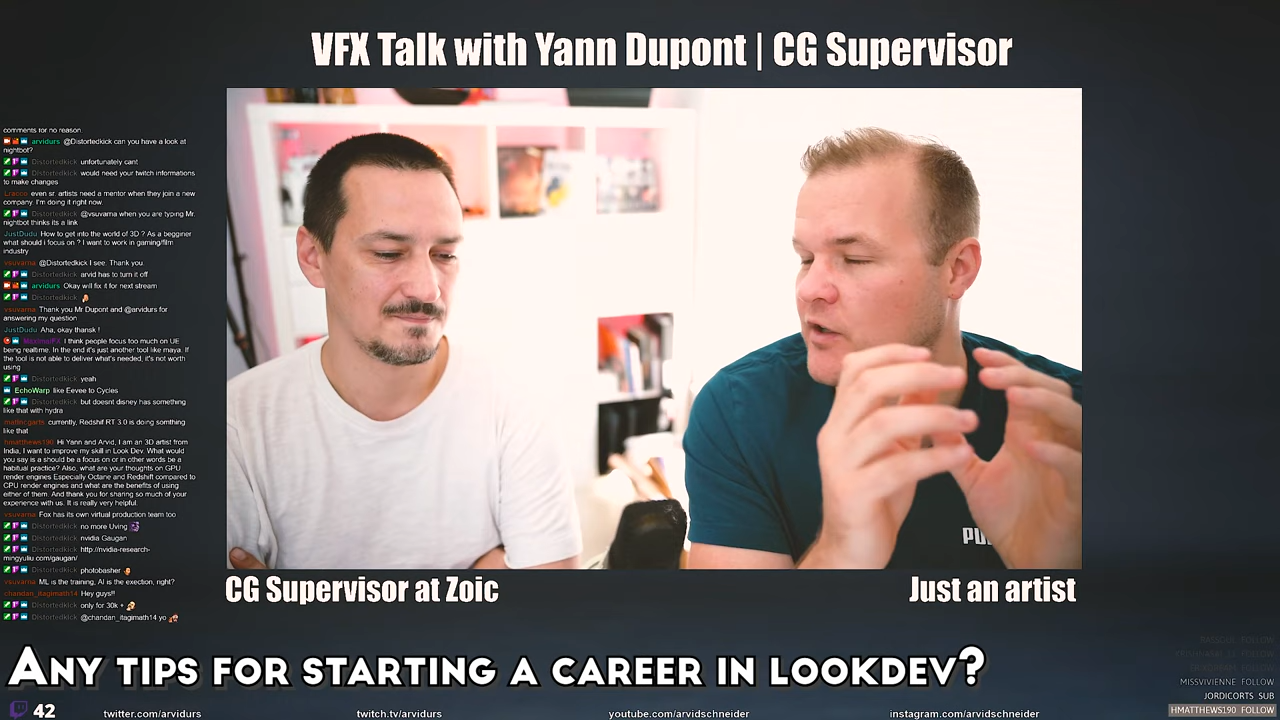 VFX Talk with Yann Dupont | CG Supervisor
comments for no reason
arvidurs @Distortedkick can you have a look at
nightbot?
Distortedkick unfortunately cant
Distortedkick would need your twitch informations
to make changes
even sr. artists need a mentor when they join a new
company. I'm doing it right now
Distortedkick @vsuvarna when you are typing Mr.
nightbot thinks its a link
JustDudu How to get into the world of 3D ? As a begginer
what should i focus on ? I want to work in gaming/film
industry
vsuvarna @Distortedkick I see. Thank you.
Distortedkick arvid has to turn it off
arvidurs Okay will fix it for next stream
Distortedkick
vsuvarna Thank you Mr Dupont and @arvidurs for
answering my question
JustDudu Aha, okay thansk !
I think people focus too much on UE
being realtime. In the end it's just another tool like maya. If
the tool is not able to deliver what's needed, it's not worth
using
Distortedkick yeah
EchoWarp like Eevee to Cycles
Distortedkick but doesnt disney has something
like that with hydra
currently, Redshif RT 3.0 is doing somthing
like that
hmatthews190 Hi Yann and Arvid, I am an 3D artist from
India, I want to improve my skill in Look Dev. What would
you say is a should be a focus on or in other words be a
habitual practice? Also, what are your thoughts on GPU
render engines Especially Octane and Redshift compared to
CPU render engines and what are the benefits of using
either of them. And thank you for sharing so much of your
experience with us. It is really very helpful.
vsuvarna Fox has its own virtual production team too
Distortedkick no more Uving
Distortedkick nvidia Gaugan
Distortedkick http://nvidia-research-
mingyuliu.com/gaugan/
Distortedkick photobasher
vsuvarna ML is the training, AI is the exection, right?
chandan_itagimath14 Hey guys!!
Distortedkick only for 30k +
Distortedkick @chandan_itagimath14 yo
PU
CG Supervisor at Zoic
Just an artist
Any tips for starting a career in lookdev?
MISSVIVIENNE FOLLOW
JORDICORTS SUB
HMATTHEWS190 FOLLOW
42
twitter.com/arvidurs
twitch.tv/arvidurs
youtube.com/arvidschneider
instagram.com/arvidschneider